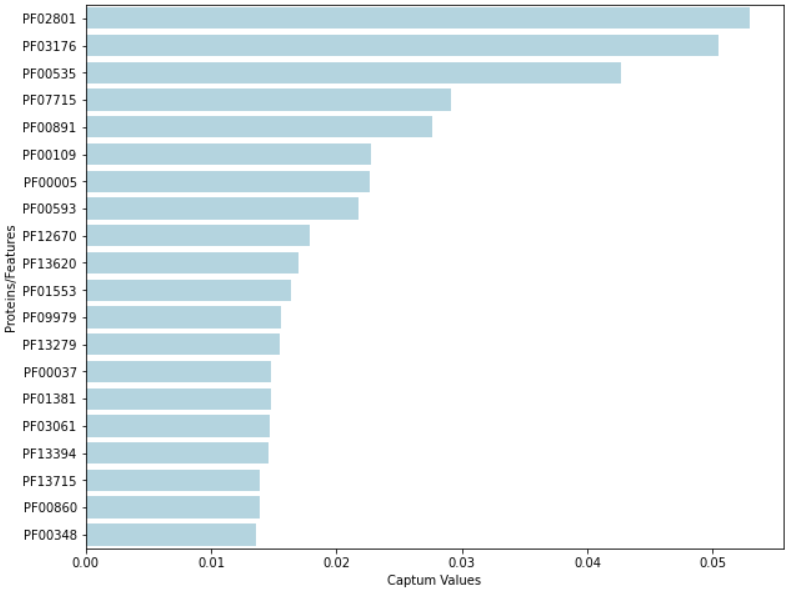 PF02801
PF03176
PF00535
PF07715
PF00891
PF00109
PF00005
PF00593
PF12670
PF13620
PF01553
PF09979
PF13279
PF00037
PF01381
PF03061
PF13394
PF13715
PF00860
PF00348
Proteins/Features
0.00 0.01 0.02 0.03 0.04 0.05
Captum Values